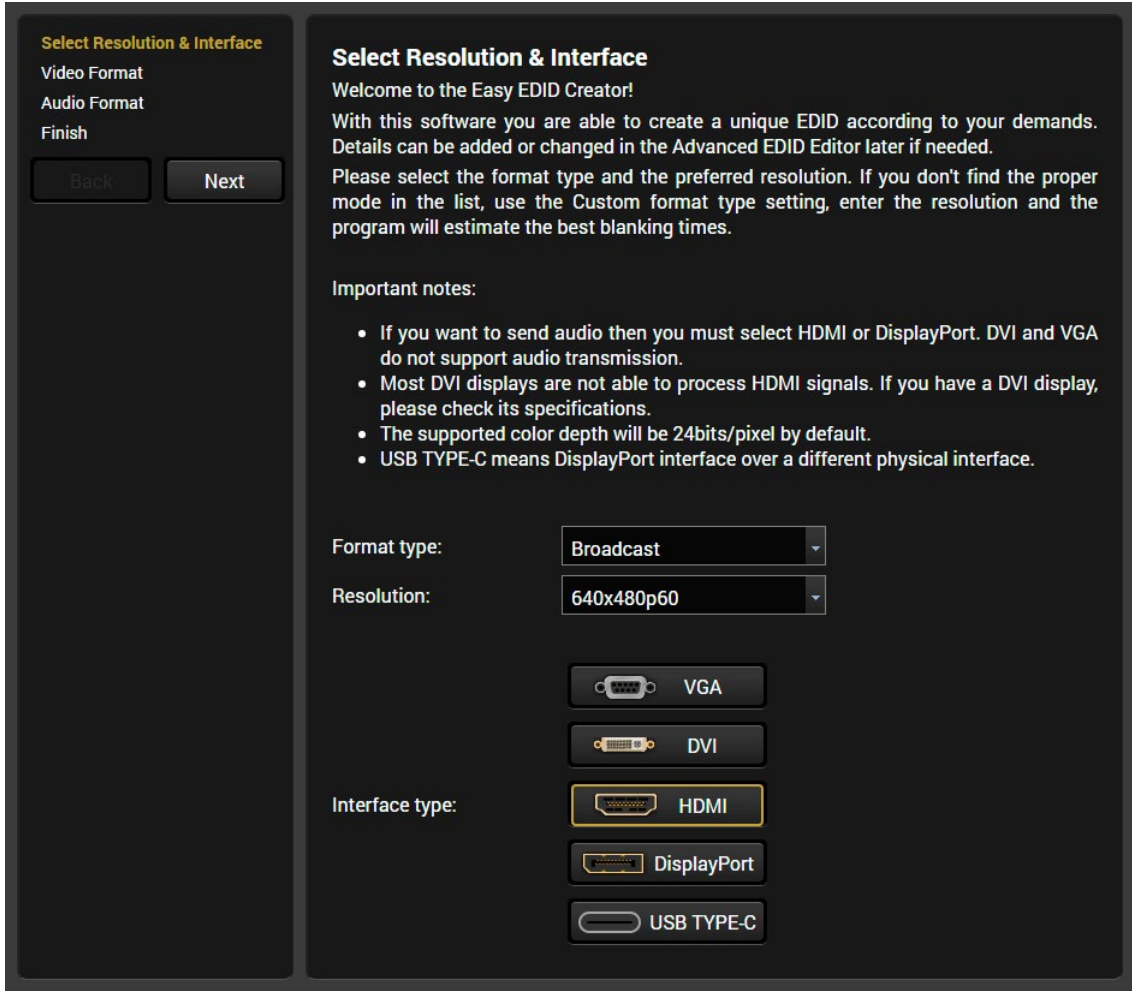 Select Resolution & Interface
Video Format
Audio Format
Finish
Back
Next
Select Resolution & Interface
Welcome to the Easy EDID Creator!
With this software you are able to create a unique EDID according to your demands.
Details can be added or changed in the Advanced EDID Editor later if needed.
Please select the format type and the preferred resolution. If you don't find the proper
mode in the list, use the Custom format type setting, enter the resolution and the
program will estimate the best blanking times.
Important notes:
• If you want to send audio then you must select HDMI or DisplayPort. DVI and VGA
do not support audio transmission.
• Most DVI displays are not able to process HDMI signals. If you have a DVI display,
please check its specifications.
• The supported color depth will be 24bits/pixel by default.
• USB TYPE-C means DisplayPort interface over a different physical interface.
Format type:
Broadcast
Resolution:
640x480p60
VGA
DVI
Interface type:
HDMI
DisplayPort
USB TYPE-C